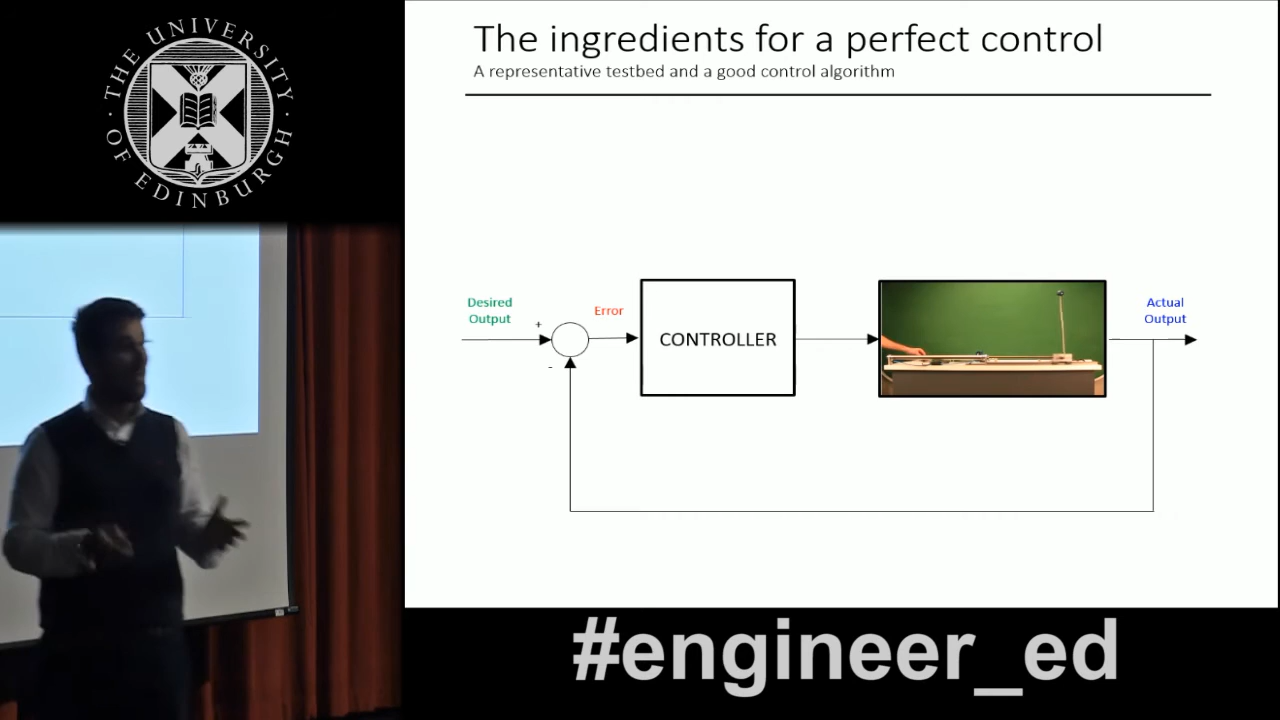 THE UNIVERSITY
OF EDINBURGH
The ingredients for a perfect control
A representative testbed and a good control algorithm
Desired
Output
+
-
Error
CONTROLLER
Actual
Output
#engineer_ed